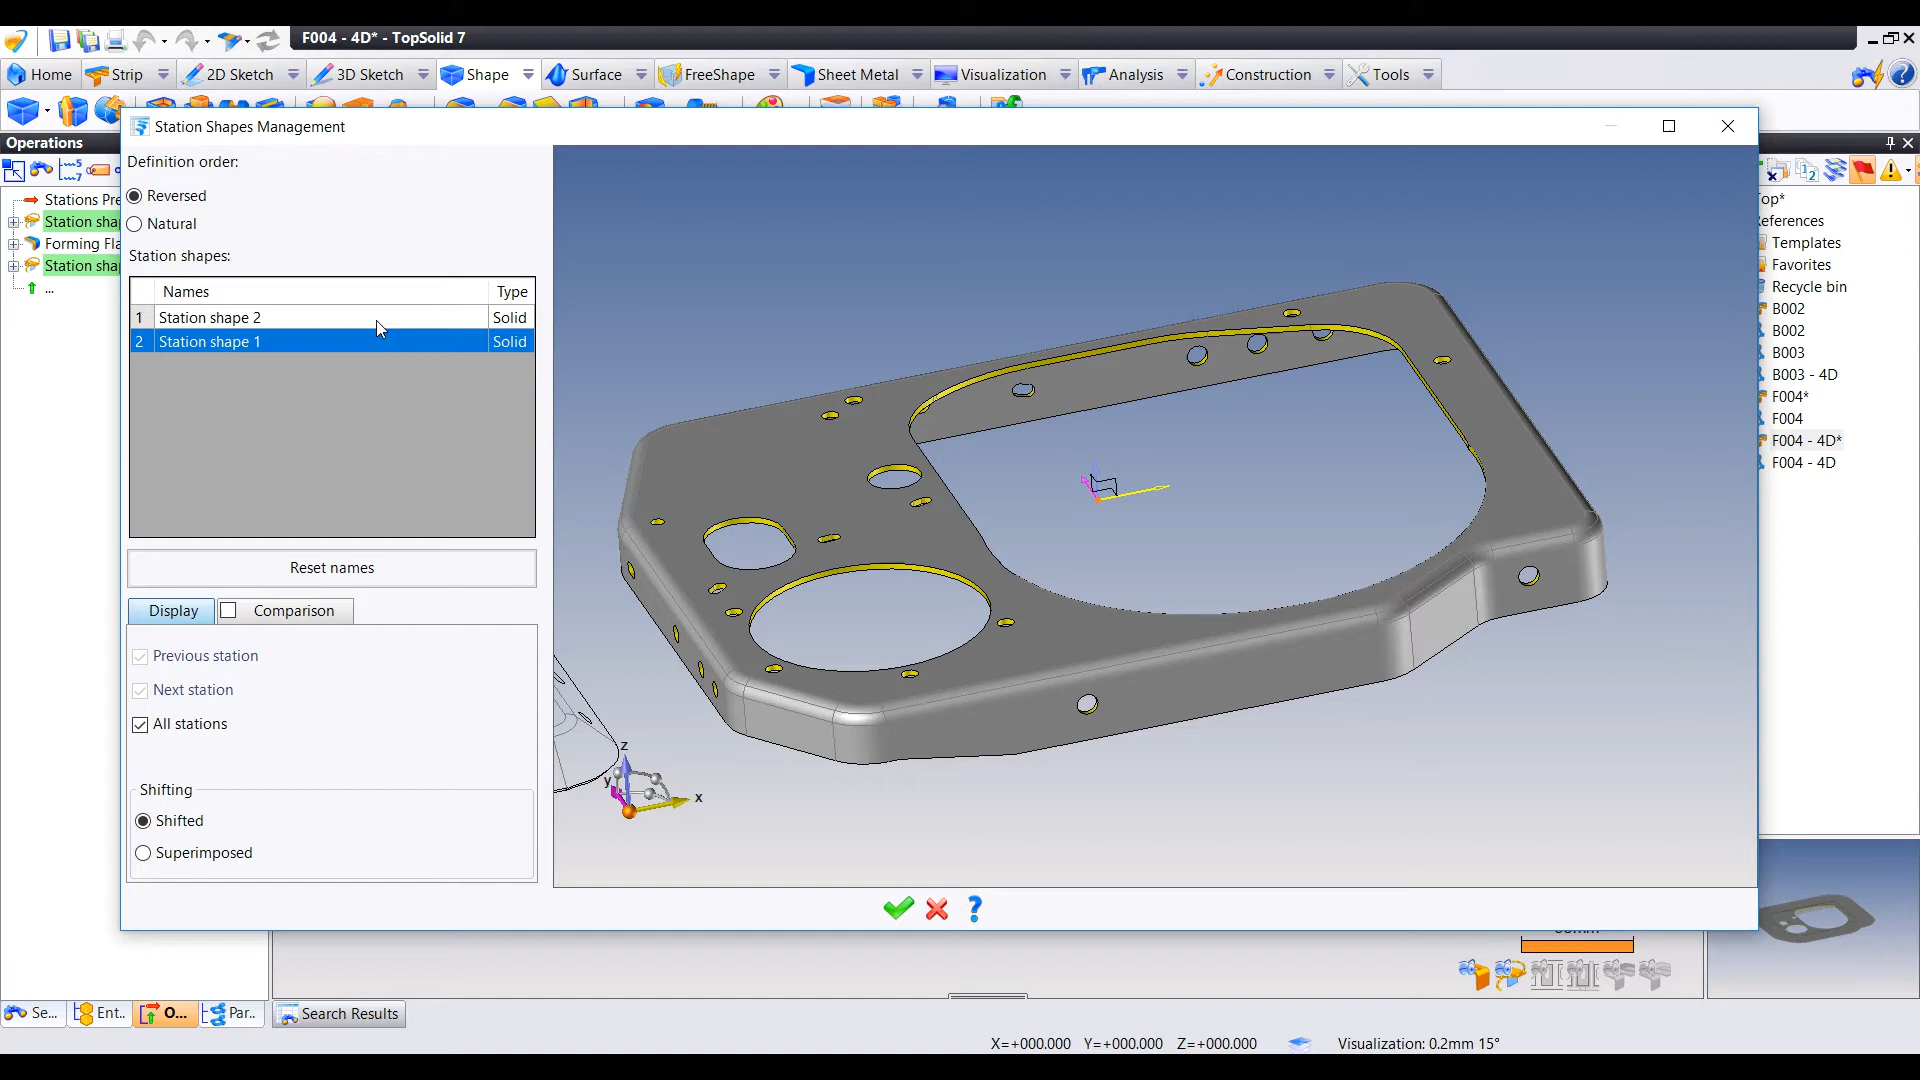 F004 - 4D* - TopSolid 7
Home
Strip
2D Sketch
3D Sketch
Shape
Surface
FreeShape
Sheet Metal
Visualization
Analysis
Construction
Tools
Operations
Stations Pre
Station sha
Forming Fla
Station sha
...
Station Shapes Management
Definition order:
Reversed
Natural
Station shapes:
Names Type
1 Station shape 2 Solid
2 Station shape 1 Solid
Reset names
Display
Comparison
Previous station
Next station
All stations
Shifting
Shifted
Superimposed
z
y
x
References
Templates
Favorites
Recycle bin
B002
B002
B003
B003 - 4D
F004*
F004
F004 - 4D*
F004 - 4D
Se...
Ent..
O...
Par..
Search Results
X=+000.000 Y=+000.000 Z=+000.000
Visualization: 0.2mm 15°